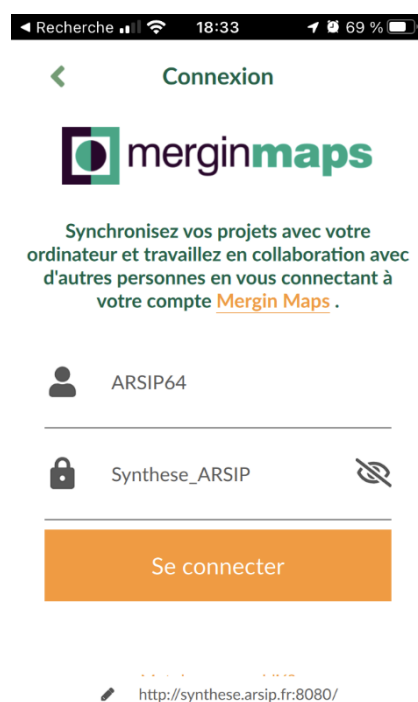 ◀ Recherche 18:33 69 %
Connexion
merginmaps
Synchronisez vos projets avec votre
ordinateur et travaillez en collaboration avec
d'autres personnes en vous connectant à
votre compte Mergin Maps .
ARSIP64
Synthese_ARSIP
Se connecter
http://synthese.arsip.fr:8080/